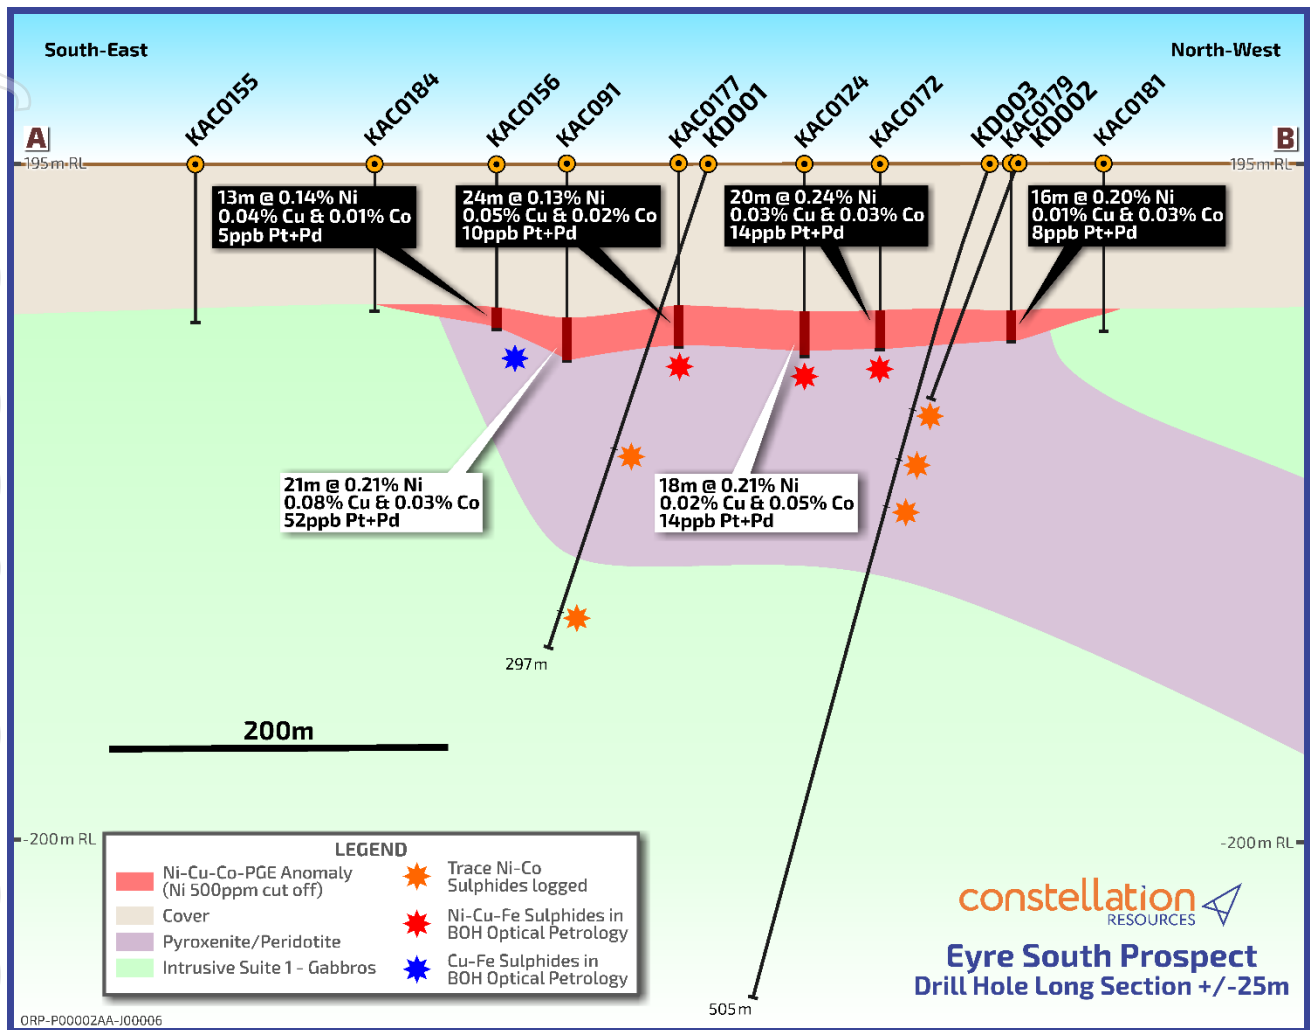 South-East
North-West
KAC0155
KAC0184
KAC0156
KAC091
KAC0177
KD001
KAC0124
KAC0172
KD003
KAC0179
KD002
KAC0181
A
B
195m RL
195m RL
13m @ 0.14% Ni
0.04% Cu & 0.01% Co
5ppb Pt+Pd
24m @ 0.13% Ni
0.05% Cu & 0.02% Co
10ppb Pt+Pd
20m @ 0.24% Ni
0.03% Cu & 0.03% Co
14ppb Pt+Pd
16m @ 0.20% Ni
0.01% Cu & 0.03% Co
8ppb Pt+Pd
21m @ 0.21% Ni
0.08% Cu & 0.03% Co
52ppb Pt+Pd
18m @ 0.21% Ni
0.02% Cu & 0.05% Co
14ppb Pt+Pd
297m
200m
-200m RL
-200m RL
LEGEND
Ni-Cu-Co-PGE Anomaly
(Ni 500ppm cut off)
Cover
Pyroxenite/Peridotite
Intrusive Suite 1 - Gabbros
Trace Ni-Co
Sulphides logged
Ni-Cu-Fe Sulphides in
BOH Optical Petrology
Cu-Fe Sulphides in
BOH Optical Petrology
505m
constellation
RESOURCES
Eyre South Prospect
Drill Hole Long Section +/-25m
ORP-P00002AA-J00006